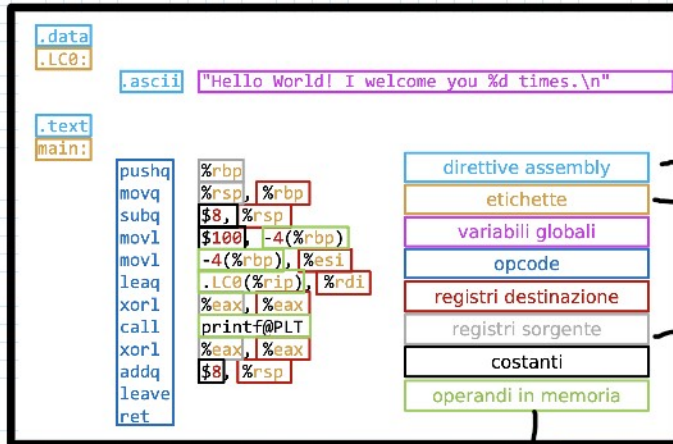 .data
.LC0:
.ascii "Hello World! I welcome you %d times.\n"
.text
main:
pushq %rbp
movq %rsp, %rbp
subq $8, %rsp
movl $100, -4(%rbp)
movl -4(%rbp), %esi
leaq .LC0(%rip), %rdi
xorl %eax, %eax
call printf@PLT
xorl %eax, %eax
addq $8, %rsp
leave
ret
direttive assembly
etichette
variabili globali
opcode
registri destinazione
registri sorgente
costanti
operandi in memoria